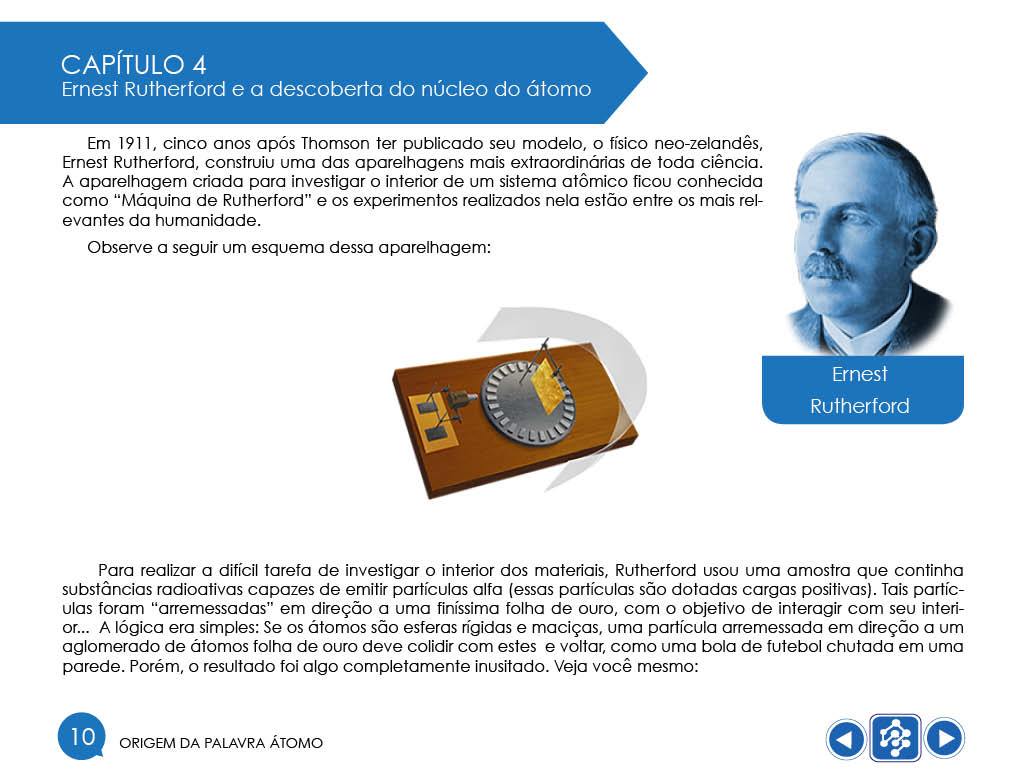 CAPÍTULO 4
Ernest Rutherford e a descoberta do núcleo do átomo
Em 1911, cinco anos após Thomson ter publicado seu modelo, o físico neo-zelandês,
Ernest Rutherford, construiu uma das aparelhagens mais extraordinárias de toda ciência.
A aparelhagem criada para investigar o interior de um sistema atômico ficou conhecida
como “Máquina de Rutherford” e os experimentos realizados nela estão entre os mais rel-
evantes da humanidade.
Observe a seguir um esquema dessa aparelhagem:
Ernest
Rutherford
Para realizar a difícil tarefa de investigar o interior dos materiais, Rutherford usou uma amostra que continha
substâncias radioativas capazes de emitir partículas alfa (essas partículas são dotadas cargas positivas). Tais partíc-
ulas foram “arremessadas” em direção a uma finíssima folha de ouro, com o objetivo de interagir com seu interi-
or...  A lógica era simples: Se os átomos são esferas rígidas e maciças, uma partícula arremessada em direção a um
aglomerado de átomos folha de ouro deve colidir com estes  e voltar, como uma bola de futebol chutada em uma
parede. Porém, o resultado foi algo completamente inusitado. Veja você mesmo:
10
ORIGEM DA PALAVRA ÁTOMO